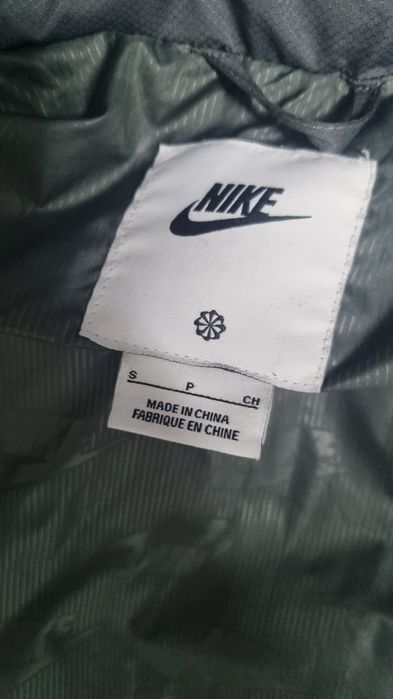 NIKE
S P CH
MADE IN CHINA
FABRIQUE EN CHINE